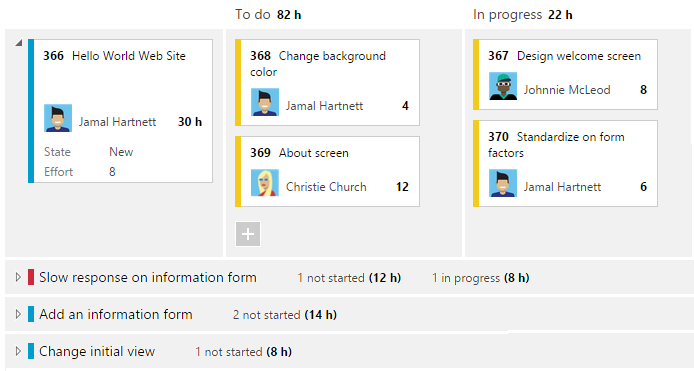 To do 82 h
In progress 22 h
366 Hello World Web Site
Jamal Hartnett 30 h
State New
Effort 8
368 Change background
color
Jamal Hartnett 4
369 About screen
Christie Church 12
367 Design welcome screen
Johnnie McLeod 8
370 Standardize on form
factors
Jamal Hartnett 6
Slow response on information form 1 not started (12 h) 1 in progress (8 h)
Add an information form 2 not started (14 h)
Change initial view 1 not started (8 h)